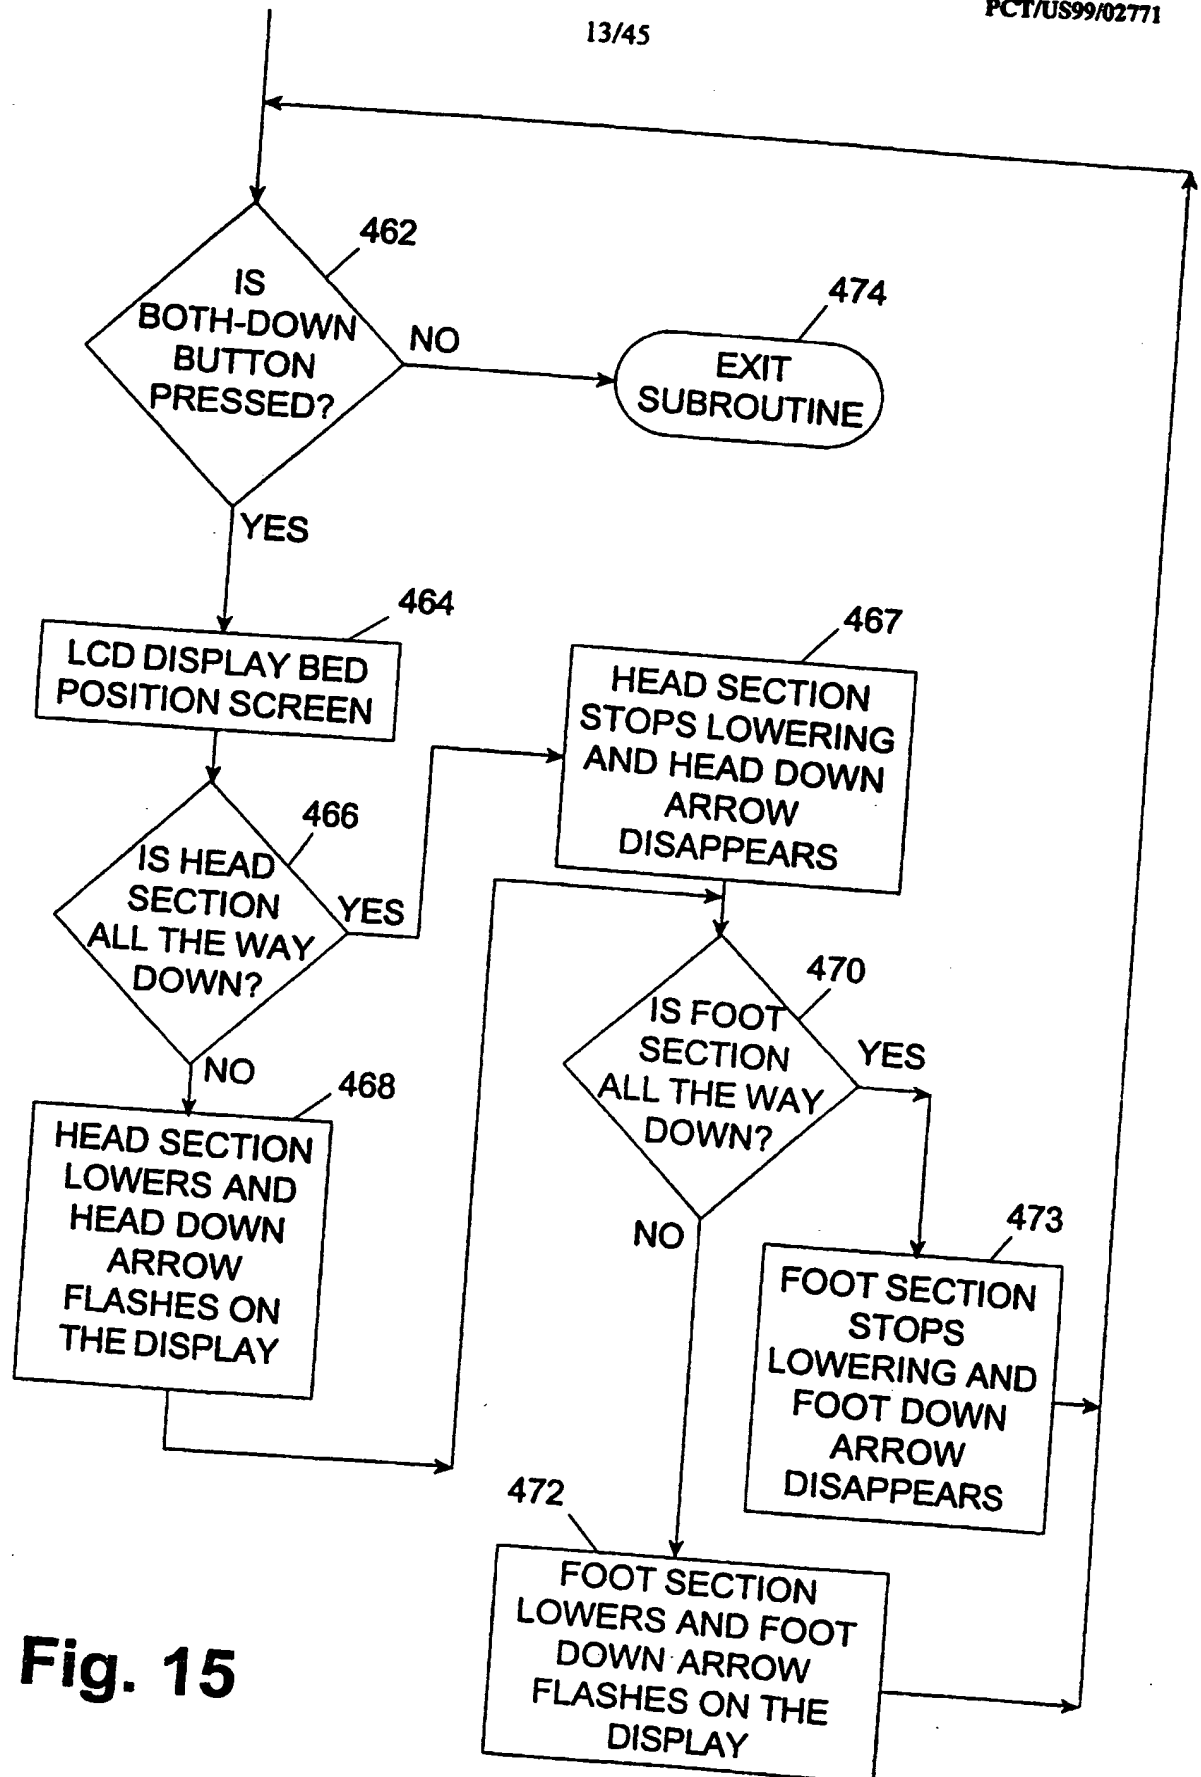 PCT/US99/02771
13/45
462
IS
BOTH-DOWN
BUTTON
PRESSED?
NO
474
EXIT
SUBROUTINE
YES
464
LCD DISPLAY BED
POSITION SCREEN
467
HEAD SECTION
STOPS LOWERING
AND HEAD DOWN
ARROW
DISAPPEARS
466
IS HEAD
SECTION
ALL THE WAY
DOWN?
YES
NO
470
IS FOOT
SECTION
ALL THE WAY
DOWN?
YES
NO
468
HEAD SECTION
LOWERS AND
HEAD DOWN
ARROW
FLASHES ON
THE DISPLAY
473
FOOT SECTION
STOPS
LOWERING AND
FOOT DOWN
ARROW
DISAPPEARS
472
FOOT SECTION
LOWERS AND FOOT
DOWN ARROW
FLASHES ON THE
DISPLAY
Fig. 15